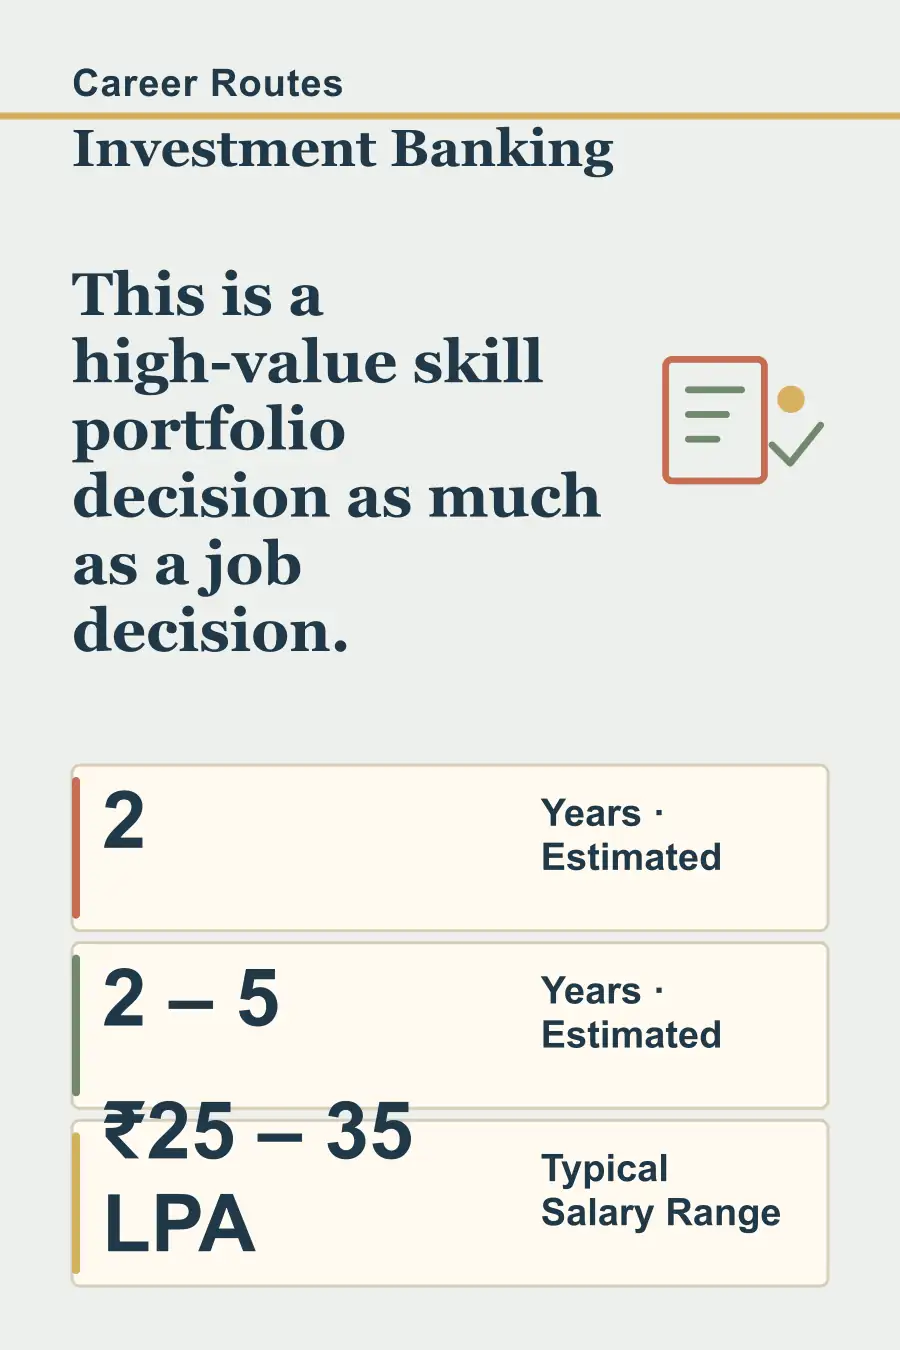 Career Routes
Investment Banking
This is a
high-value skill
portfolio
decision as much
as a job
decision.
2
Years ·
Estimated
2 – 5
Years ·
Estimated
₹25 – 35
LPA
Typical
Salary Range